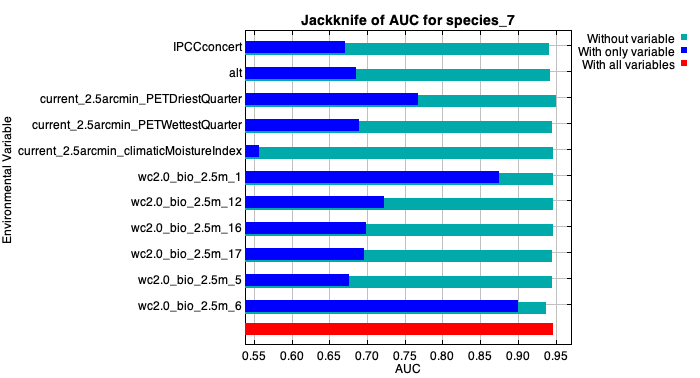 Jackknife of AUC for species_7
Without variable
With only variable
With all variables
Environmental Variable
IPCCconcert
alt
current_2.5arcmin_PETDriestQuarter
current_2.5arcmin_PETWettestQuarter
current_2.5arcmin_climaticMoistureIndex
wc2.0_bio_2.5m_1
wc2.0_bio_2.5m_12
wc2.0_bio_2.5m_16
wc2.0_bio_2.5m_17
wc2.0_bio_2.5m_5
wc2.0_bio_2.5m_6
0.55 0.60 0.65 0.70 0.75 0.80 0.85 0.90 0.95
AUC